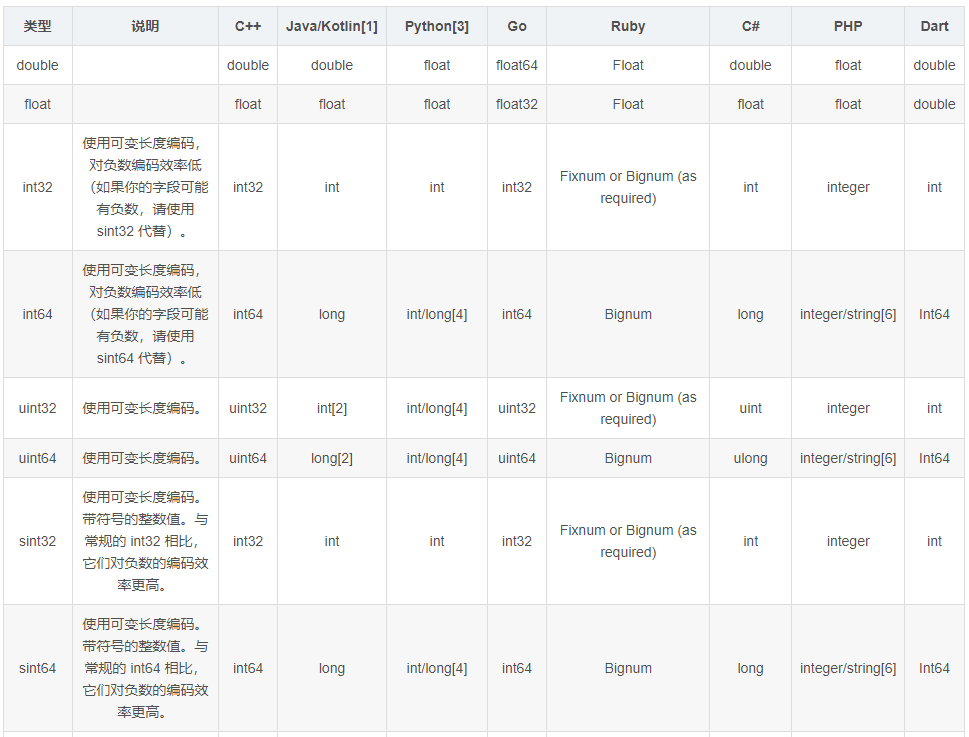 类型 说明 C++ Java/Kotlin[1] Python[3] Go Ruby C# PHP Dart
double double double float float64 Float double float double
float float float float float32 Float float float double
int32 使用可变长度编码，
对负数编码效率低
（如果你的字段可能
有负数，请使用
sint32 代替）。 int32 int int int32 Fixnum or Bignum (as
required) int integer int
int64 使用可变长度编码，
对负数编码效率低
（如果你的字段可能
有负数，请使用
sint64 代替）。 int64 long int/long[4] int64 Bignum long integer/string[6] Int64
uint32 使用可变长度编码。 uint32 int[2] int/long[4] uint32 Fixnum or Bignum (as
required) uint integer int
uint64 使用可变长度编码。 uint64 long[2] int/long[4] uint64 Bignum ulong integer/string[6] Int64
sint32 使用可变长度编码。
带符号的整数值。与
常规的 int32 相比，
它们对负数的编码效
率更高。 int32 int int int32 Fixnum or Bignum (as
required) int integer int
sint64 使用可变长度编码。
带符号的整数值。与
常规的 int64 相比，
它们对负数的编码效
率更高。 int64 long int/long[4] int64 Bignum long integer/string[6] Int64